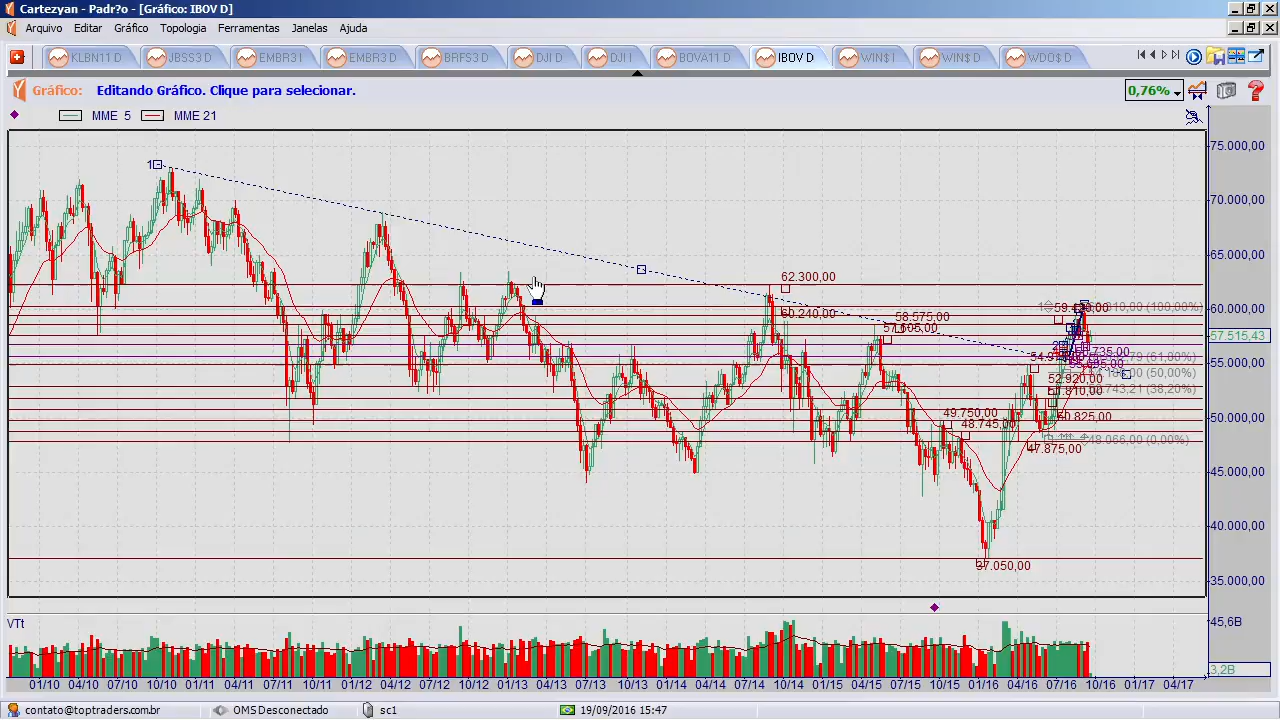 Cartezyan - Padr?o - [Gráfico: IBOV D]
Arquivo Editar Gráfico Topologia Ferramentas Janelas Ajuda
KLBN11 D JBSS3 D EMBR3 I EMBR3 D BRFS3 D DJI D DJI I BOVA11 D IBOV D WIN$ I WIN$ D WDO$ D
Gráfico: Editando Gráfico. Clique para selecionar. 0,76%
MME 5 MME 21
75.000,00
1
70.000,00
65.000,00
62.300,00
60.000,00
60.240,00
58.575,00
57.605,00
57.515,43
55.000,00
52.920,00
50.000,00
49.750,00
50.825,00
48.745,00
48.066,00 (0,00%)
47.875,00
45.000,00
40.000,00
37.050,00
35.000,00
VTt
45,6B
3,2B
01/10 04/10 07/10 10/10 01/11 04/11 07/11 10/11 01/12 04/12 07/12 10/12 01/13 04/13 07/13 10/13 01/14 04/14 07/14 10/14 01/15 04/15 07/15 10/15 01/16 04/16 07/16 10/16 01/17 04/17
contato@toptraders.com.br OMS Desconectado sc1 19/09/2016 15:47